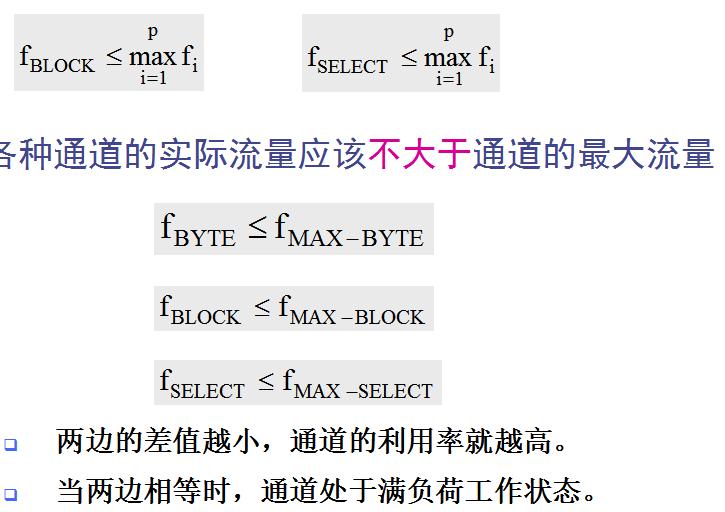 f_BLOCK ≤ max_{i=1}^{p} f_i    f_SELECT ≤ max_{i=1}^{p} f_i
各种通道的实际流量应该不大于通道的最大流量
f_BYTE ≤ f_MAX-BYTE
f_BLOCK ≤ f_MAX-BLOCK
f_SELECT ≤ f_MAX-SELECT
两边的差值越小，通道的利用率就越高。
当两边相等时，通道处于满负荷工作状态。